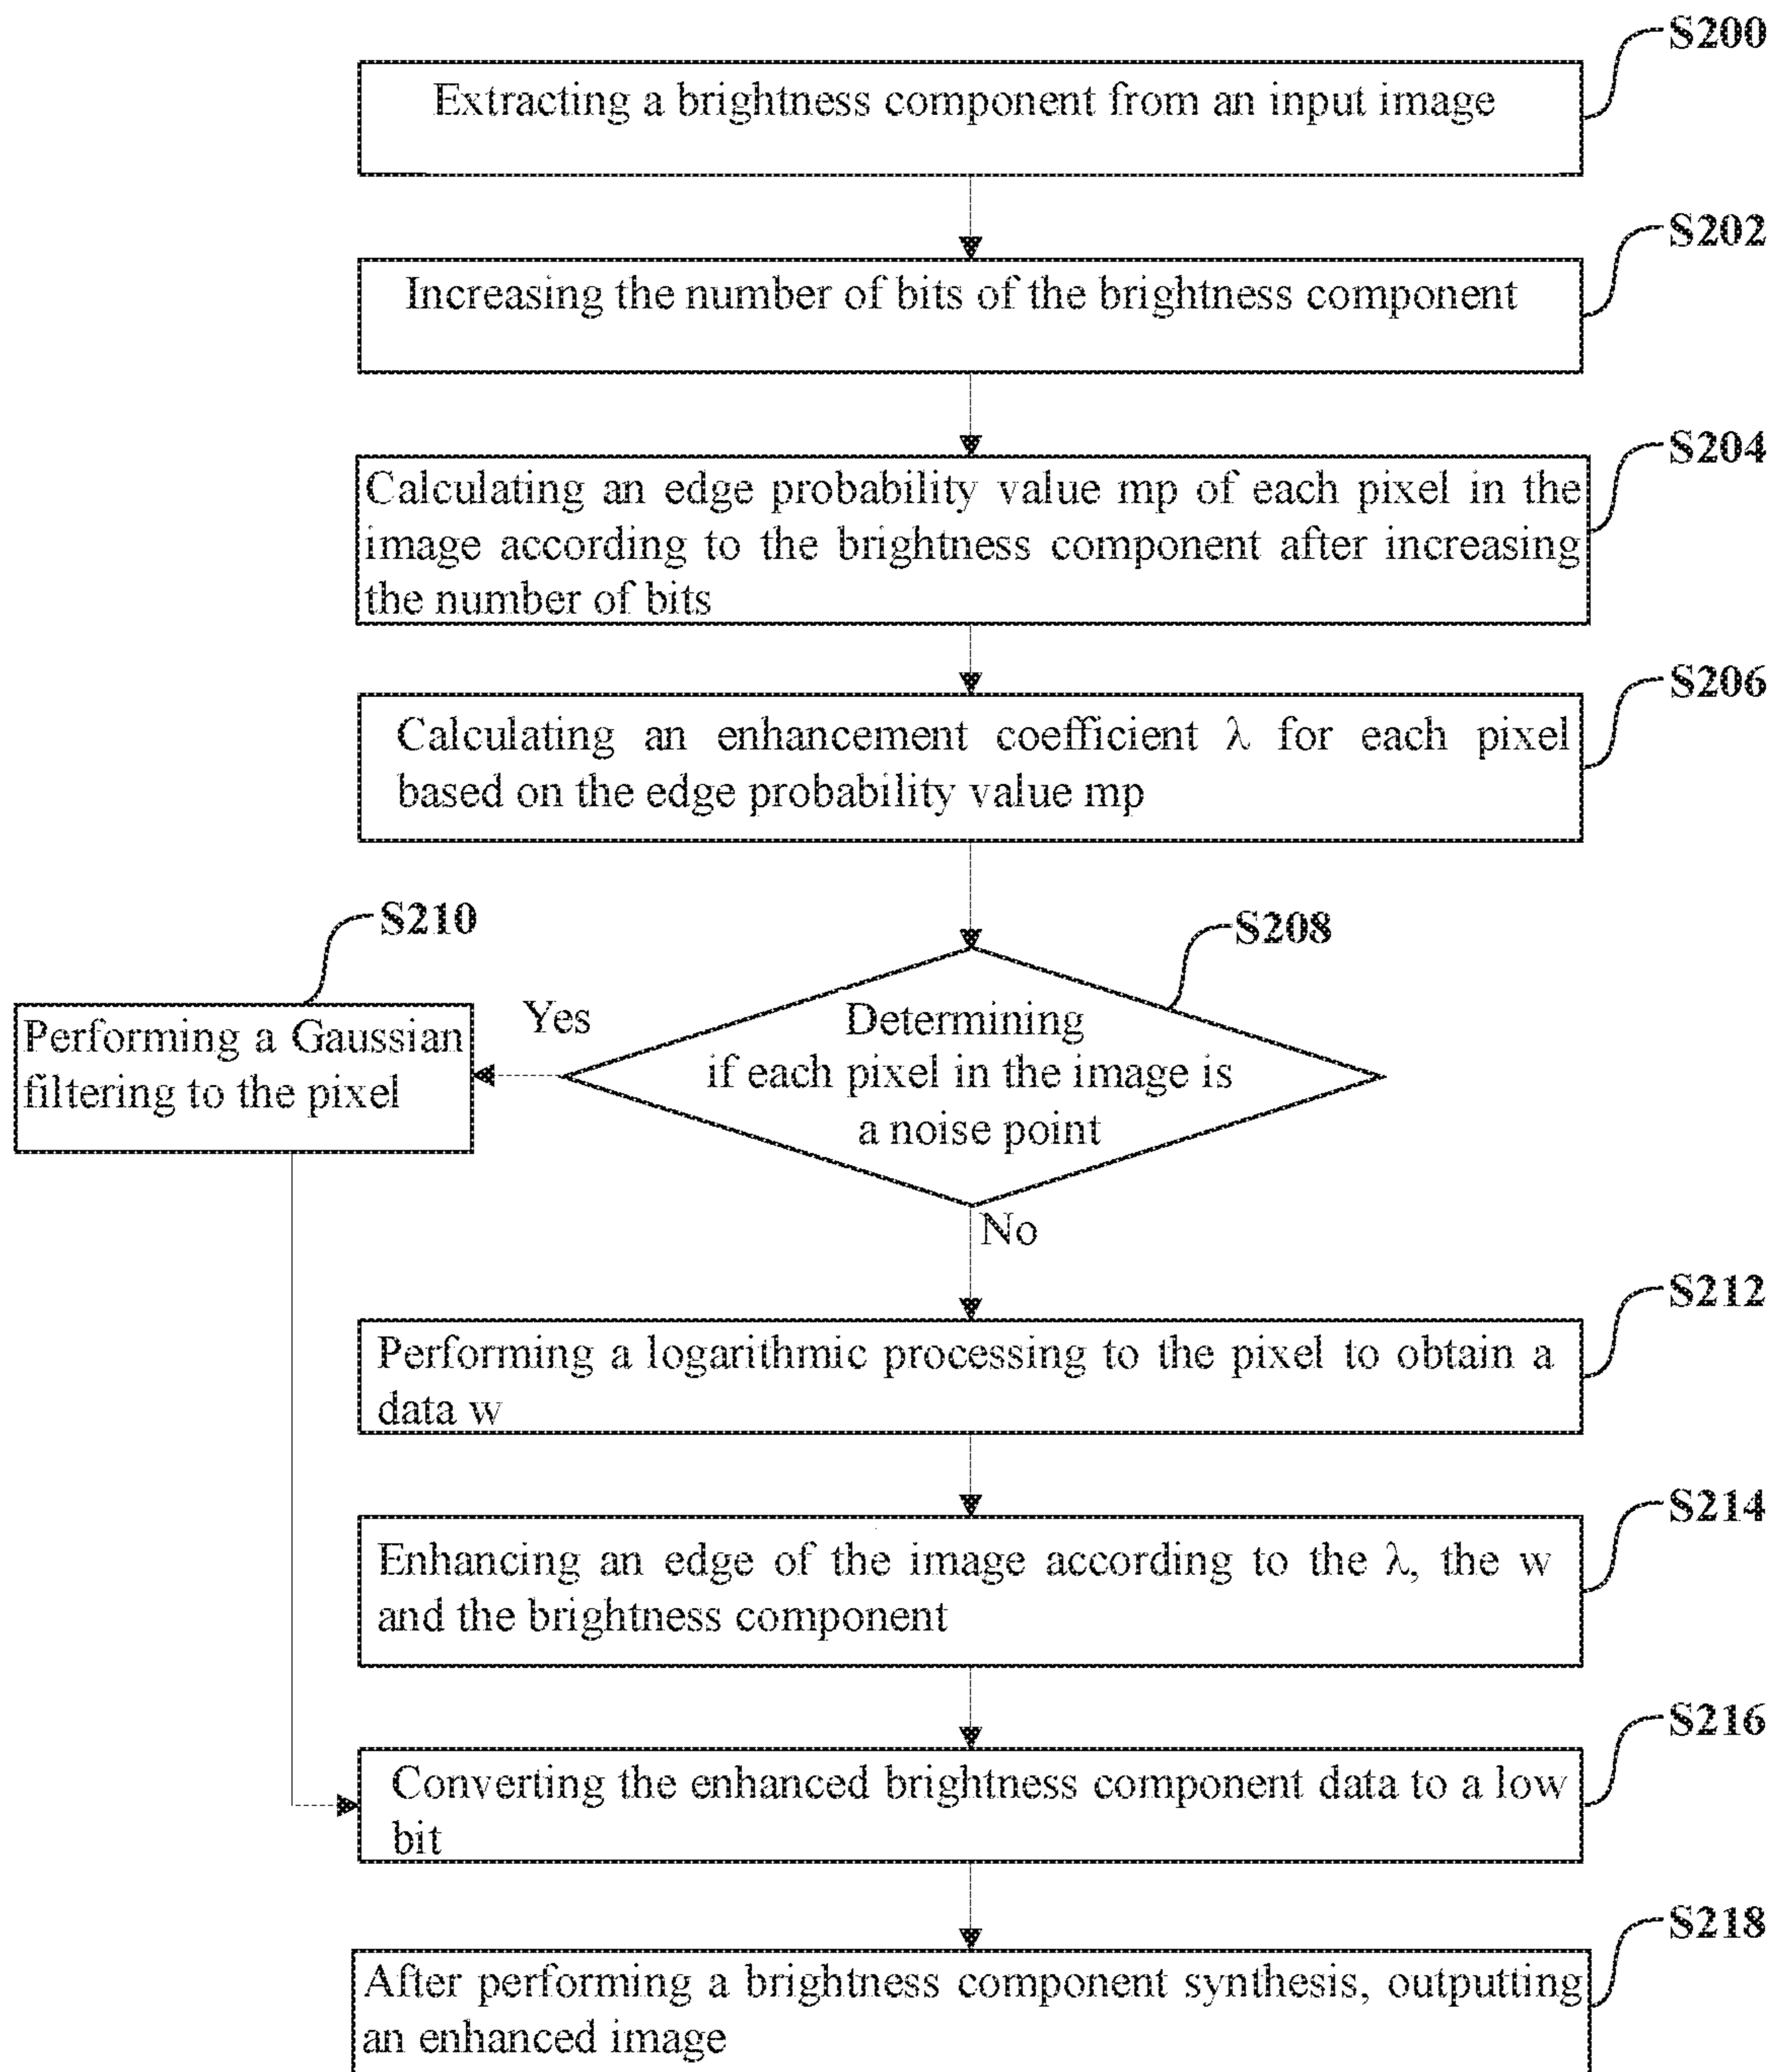 S200
Extracting a brightness component from an input image
S202
Increasing the number of bits of the brightness component
S204
Calculating an edge probability value mp of each pixel in the
image according to the brightness component after increasing
the number of bits
S206
Calculating an enhancement coefficient λ for each pixel
based on the edge probability value mp
S210
S208
Performing a Gaussian
filtering to the pixel
Yes
Determining
if each pixel in the image is
a noise point
No
S212
Performing a logarithmic processing to the pixel to obtain a
data w
S214
Enhancing an edge of the image according to the λ, the w
and the brightness component
S216
Converting the enhanced brightness component data to a low
bit
S218
After performing a brightness component synthesis, outputting
an enhanced image